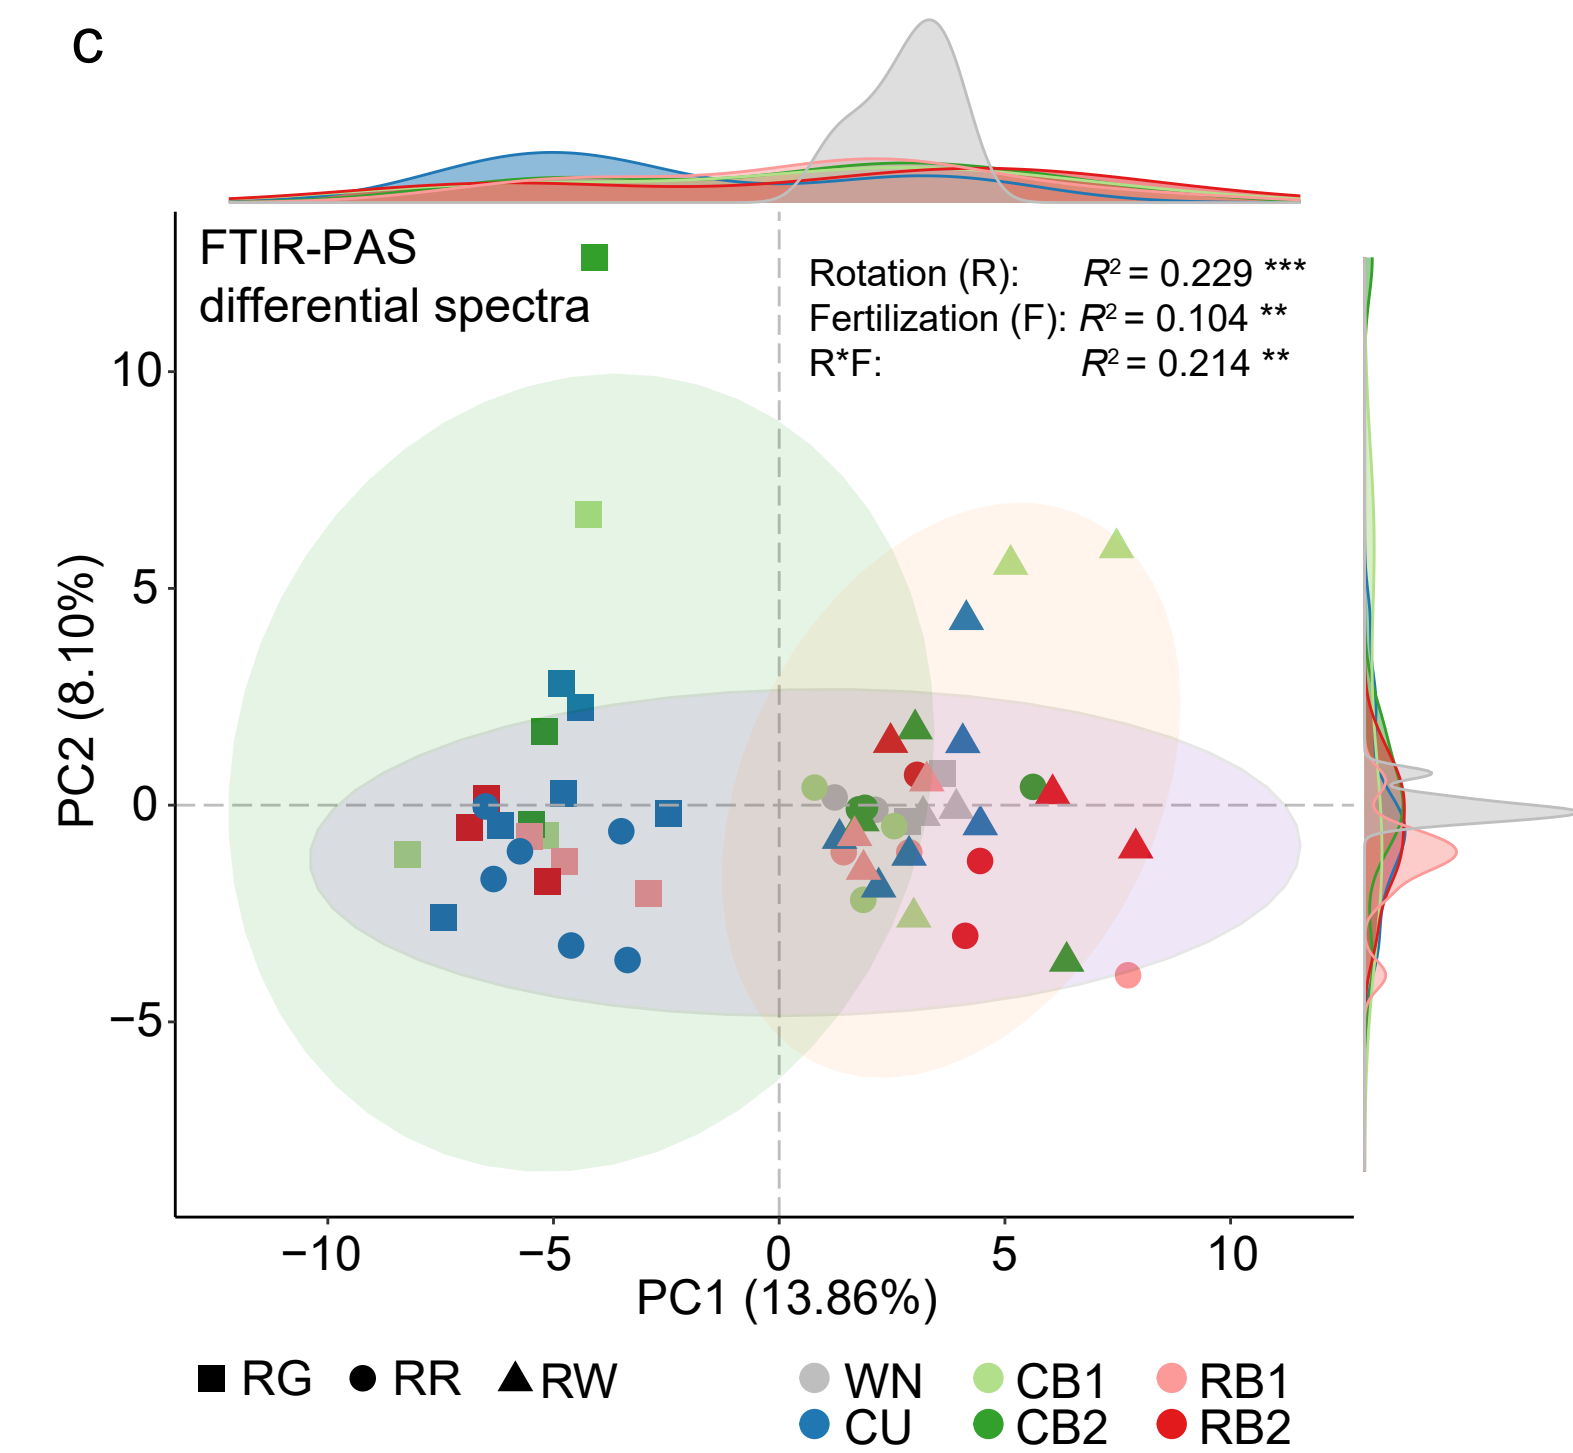 c
FTIR-PAS
differential spectra
Rotation (R): R² = 0.229 ***
Fertilization (F): R² = 0.104 **
R*F: R² = 0.214 **
10
5
0
−5
PC2 (8.10%)
−10 −5 0 5 10
PC1 (13.86%)
RG RR RW
WN CB1 RB1
CU CB2 RB2